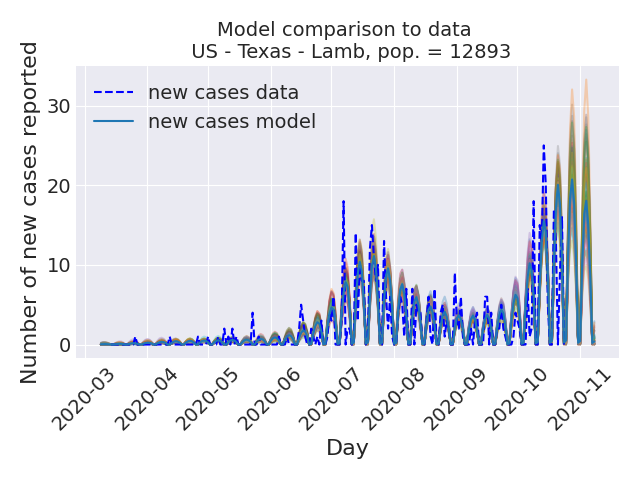 Model comparison to data
US - Texas - Lamb, pop. = 12893
Number of new cases reported
30
20
10
0
new cases data
new cases model
2020-03
2020-04
2020-05
2020-06
2020-07
2020-08
2020-09
2020-10
2020-11
Day